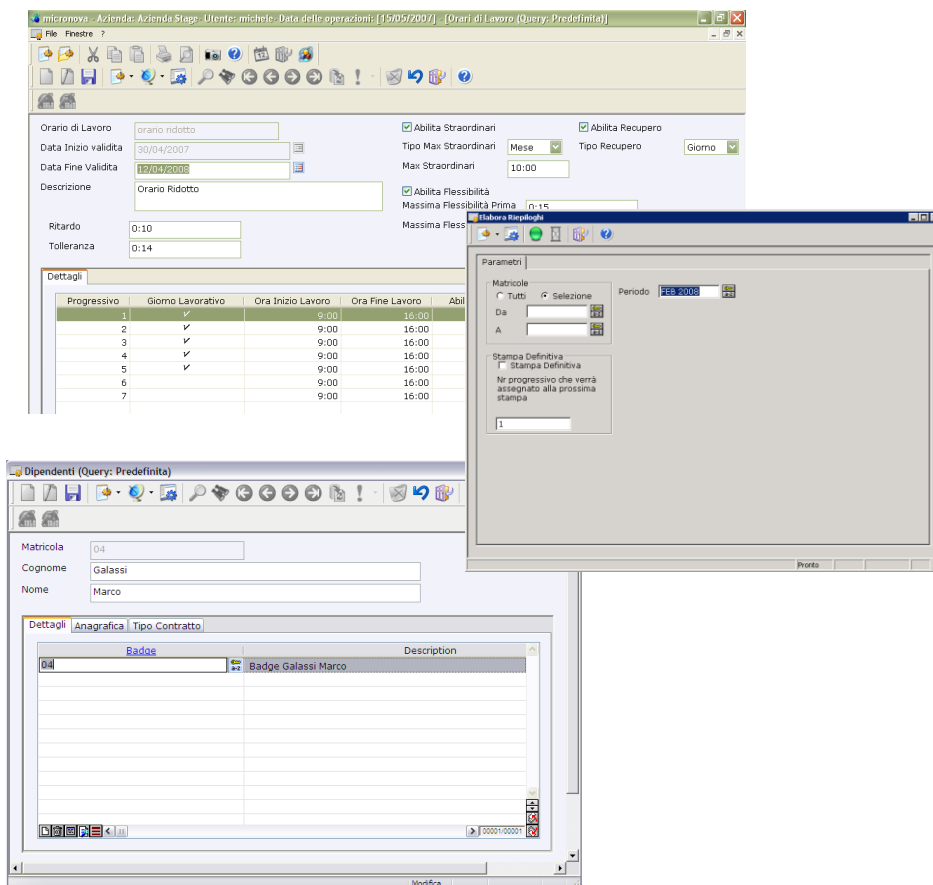 micronova - Azienda: Azienda Stage- Utente: michele- Data delle operazioni: [15/05/2007] - [Orari di Lavoro (Query: Predefinita)]
File Finestre ?
Orario di Lavoro orario ridotto
Abilita Straordinari Abilita Recupero
Data Inizio validita 30/04/2007
Tipo Max Straordinari Mese Tipo Recupero Giorno
Data Fine Validita 12/04/2008
Max Straordinari 10:00
Descrizione Orario Ridotto
Abilita Flessibilità
Massima Flessibilità Prima 0:15
Massima Fless
Ritardo 0:10
Tolleranza 0:14
Dettagli
Progressivo Giorno Lavorativo Ora Inizio Lavoro Ora Fine Lavoro Abil
1 9:00 16:00
2 9:00 16:00
3 9:00 16:00
4 9:00 16:00
5 9:00 16:00
6 9:00 16:00
7 9:00 16:00
Elabora Riepiloghi
Parametri
Matricole
Tutti Selezione
Periodo FEB 2008
Da
A
Stampa Definitiva
Stampa Definitiva
Nr progressivo che verrà
assegnato alla prossima
stampa
1
Pronto
Dipendenti (Query: Predefinita)
Matricola 04
Cognome Galassi
Nome Marco
Dettagli Anagrafica Tipo Contratto
Badge Description
04 Badge Galassi Marco
00001/00001
Modifica